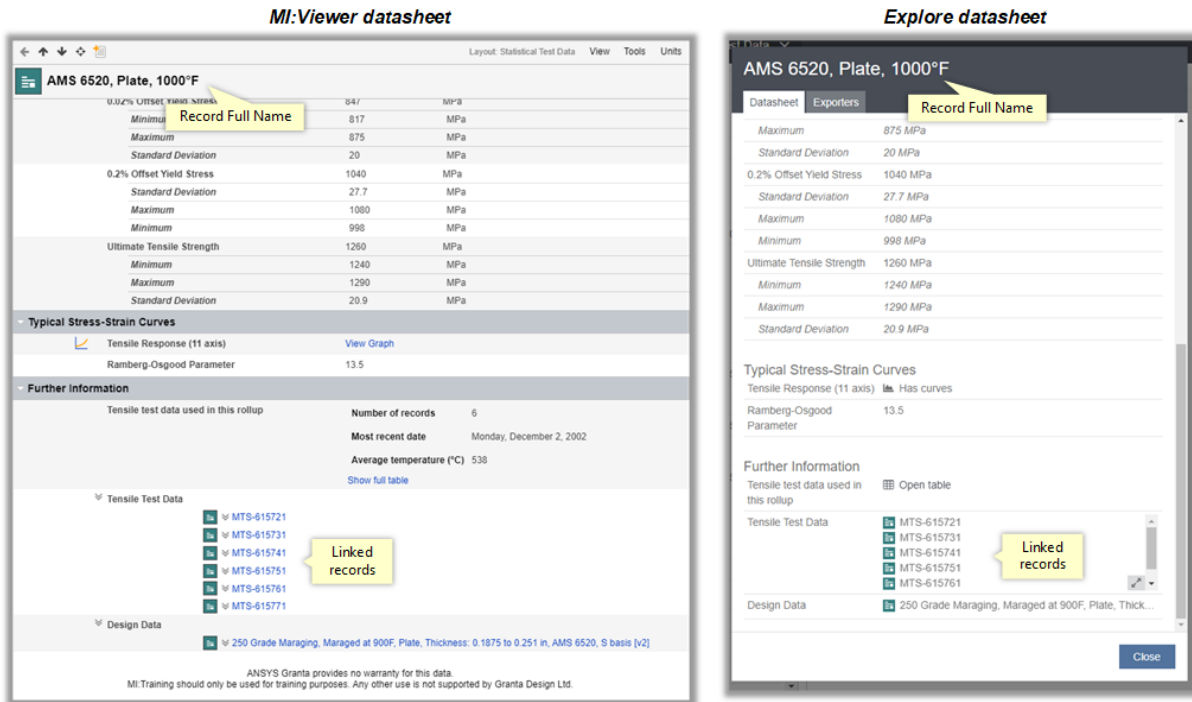 MI:Viewer datasheet
Layout: Statistical Test Data View Tools Units
AMS 6520, Plate, 1000°F
Record Full Name
0.02% Offset Yield Stress 847 MPa
Minimum 817 MPa
Maximum 875 MPa
Standard Deviation 20 MPa
0.2% Offset Yield Stress 1040 MPa
Standard Deviation 27.7 MPa
Maximum 1080 MPa
Minimum 998 MPa
Ultimate Tensile Strength 1260 MPa
Minimum 1240 MPa
Maximum 1290 MPa
Standard Deviation 20.9 MPa
Typical Stress-Strain Curves
Tensile Response (11 axis) View Graph
Ramberg-Osgood Parameter 13.5
Further Information
Tensile test data used in this rollup Number of records 6
Most recent date Monday, December 2, 2002
Average temperature (°C) 538
Show full table
Tensile Test Data
MTS-615721
MTS-615731
MTS-615741
MTS-615751
MTS-615761
MTS-615771
Linked
records
Design Data
250 Grade Maraging, Maraged at 900F, Plate, Thickness: 0.1875 to 0.251 in, AMS 6520, S basis [v2]
ANSYS Granta provides no warranty for this data.
MI:Training should only be used for training purposes. Any other use is not supported by Granta Design Ltd.
Explore datasheet
AMS 6520, Plate, 1000°F
Datasheet Exporters
Record Full Name
Maximum 875 MPa
Standard Deviation 20 MPa
0.2% Offset Yield Stress 1040 MPa
Standard Deviation 27.7 MPa
Maximum 1080 MPa
Minimum 998 MPa
Ultimate Tensile Strength 1260 MPa
Minimum 1240 MPa
Maximum 1290 MPa
Standard Deviation 20.9 MPa
Typical Stress-Strain Curves
Tensile Response (11 axis) Has curves
Ramberg-Osgood 13.5
Parameter
Further Information
Tensile test data used in Open table
this rollup
Tensile Test Data MTS-615721
MTS-615731
MTS-615741
MTS-615751
MTS-615761
Linked
records
Design Data 250 Grade Maraging, Maraged at 900F, Plate, Thick...
Close